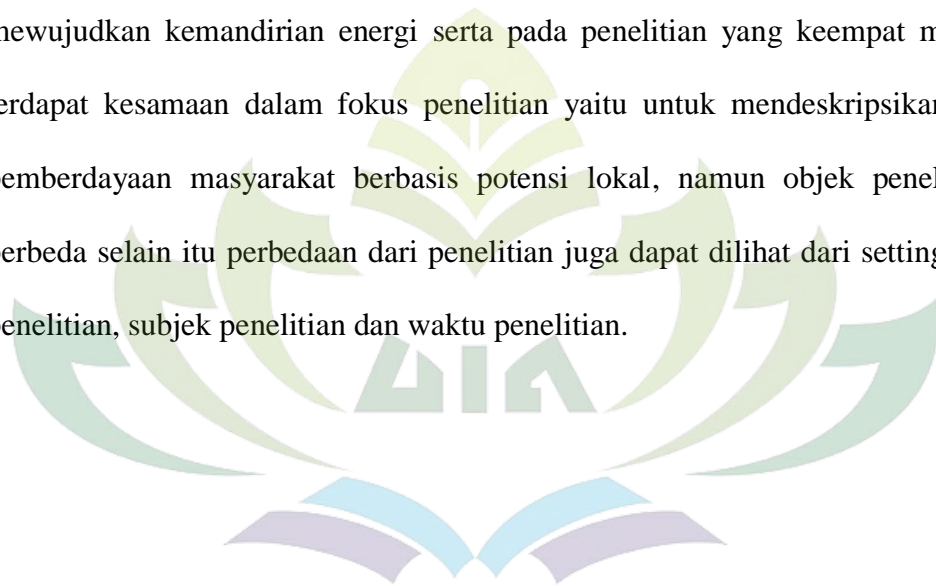 mewujudkan kemandirian energi serta pada penelitian yang keempat
terdapat kesamaan dalam fokus penelitian yaitu untuk mendeskripsikan
pemberdayaan masyarakat berbasis potensi lokal, namun objek
berbeda selain itu perbedaan dari penelitian juga dapat dilihat dari setting
penelitian, subjek penelitian dan waktu penelitian.
UIN